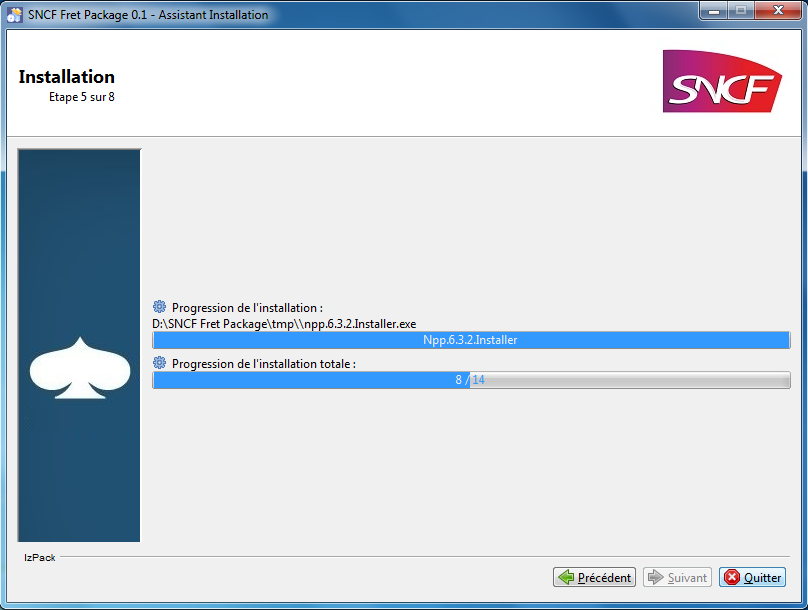 SNCF Fret Package 0.1 - Assistant Installation
Installation
Etape 5 sur 8
SNCF
Progression de l'installation :
D:\SNCF Fret Package\tmp\\npp.6.3.2.Installer.exe
Npp.6.3.2.Installer
Progression de l'installation totale :
8 / 14
IzPack
Précédent
Suivant
Quitter